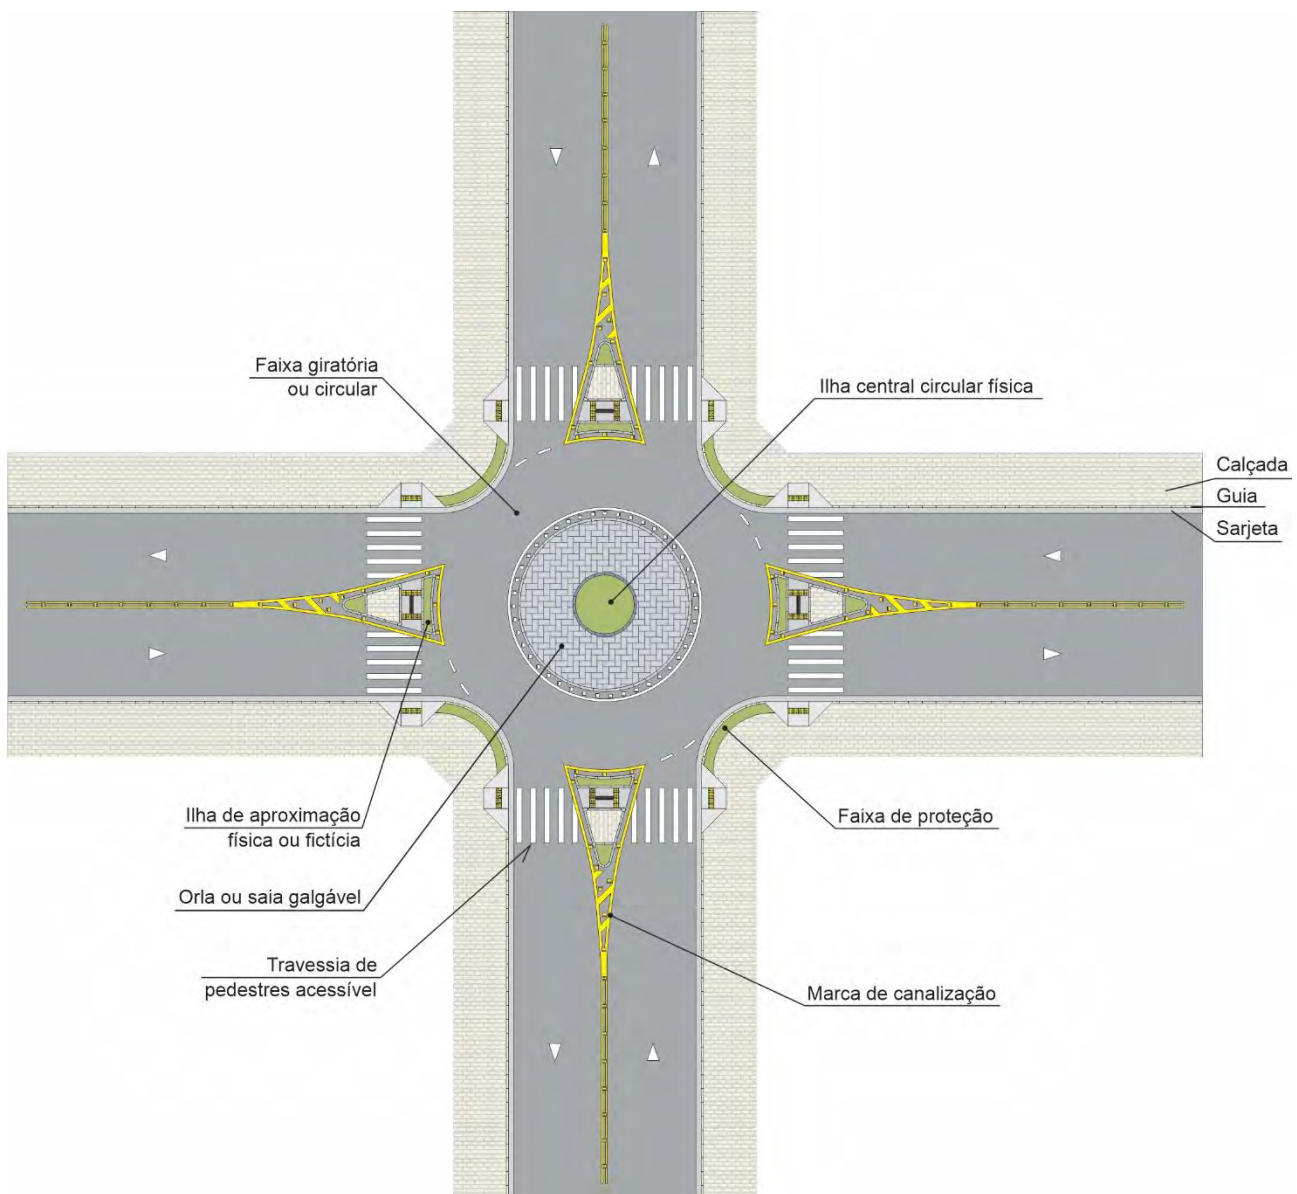 Faixa giratória
ou circular
Ilha central circular física
Calçada
Guia
Sarjeta
Ilha de aproximação
física ou fictícia
Faixa de proteção
Orla ou saia galgável
Travessia de
pedestres acessível
Marca de canalização